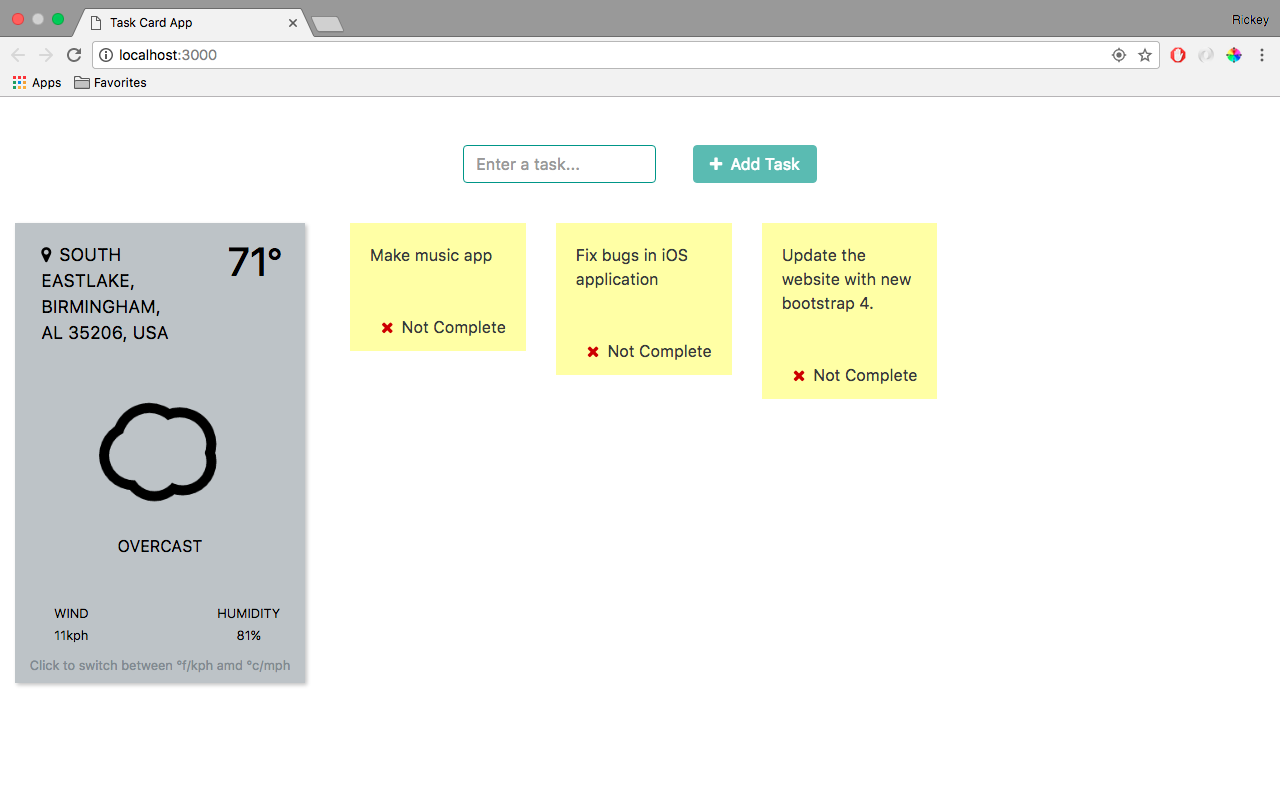 Task Card App
Rickey
localhost:3000
Apps
Favorites
Enter a task...
Add Task
SOUTH
EASTLAKE,
BIRMINGHAM,
AL 35206, USA
71°
OVERCAST
WIND
11kph
HUMIDITY
81%
Click to switch between °f/kph amd °c/mph
Make music app
Not Complete
Fix bugs in iOS
application
Not Complete
Update the
website with new
bootstrap 4.
Not Complete